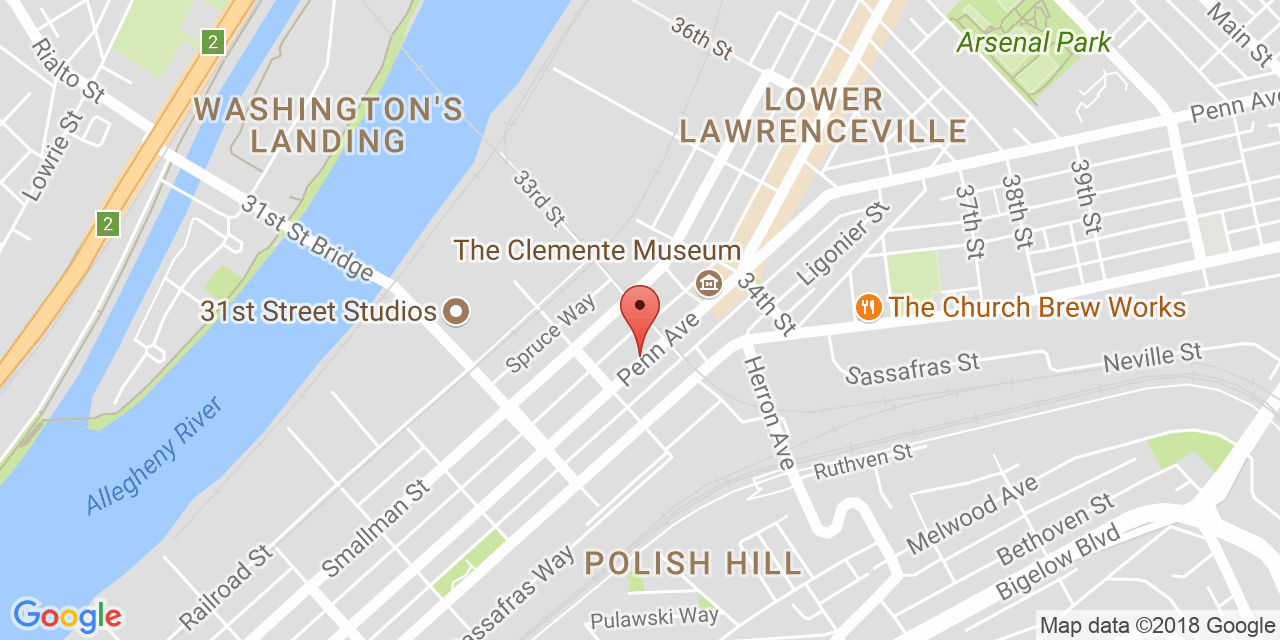 36th St
Arsenal Park
Main St
2
Rialto St
WASHINGTON'S
LANDING
LOWER
LAWRENCEVILLE
Penn Ave
Lowrie St
33rd St
39th St
38th St
37th St
2
31st St Bridge
Ligonier St
The Clemente Museum
34th St
31st Street Studios
The Church Brew Works
Spruce Way
Penn Ave
Neville St
Sassafras St
Herron Ave
Allegheny River
Ruthven St
Smallman St
Melwood Ave
Bethoven St
Bigelow Blvd
Railroad St
POLISH HILL
Sassafras Way
Pulawski Way
Google
Map data ©2018 Google